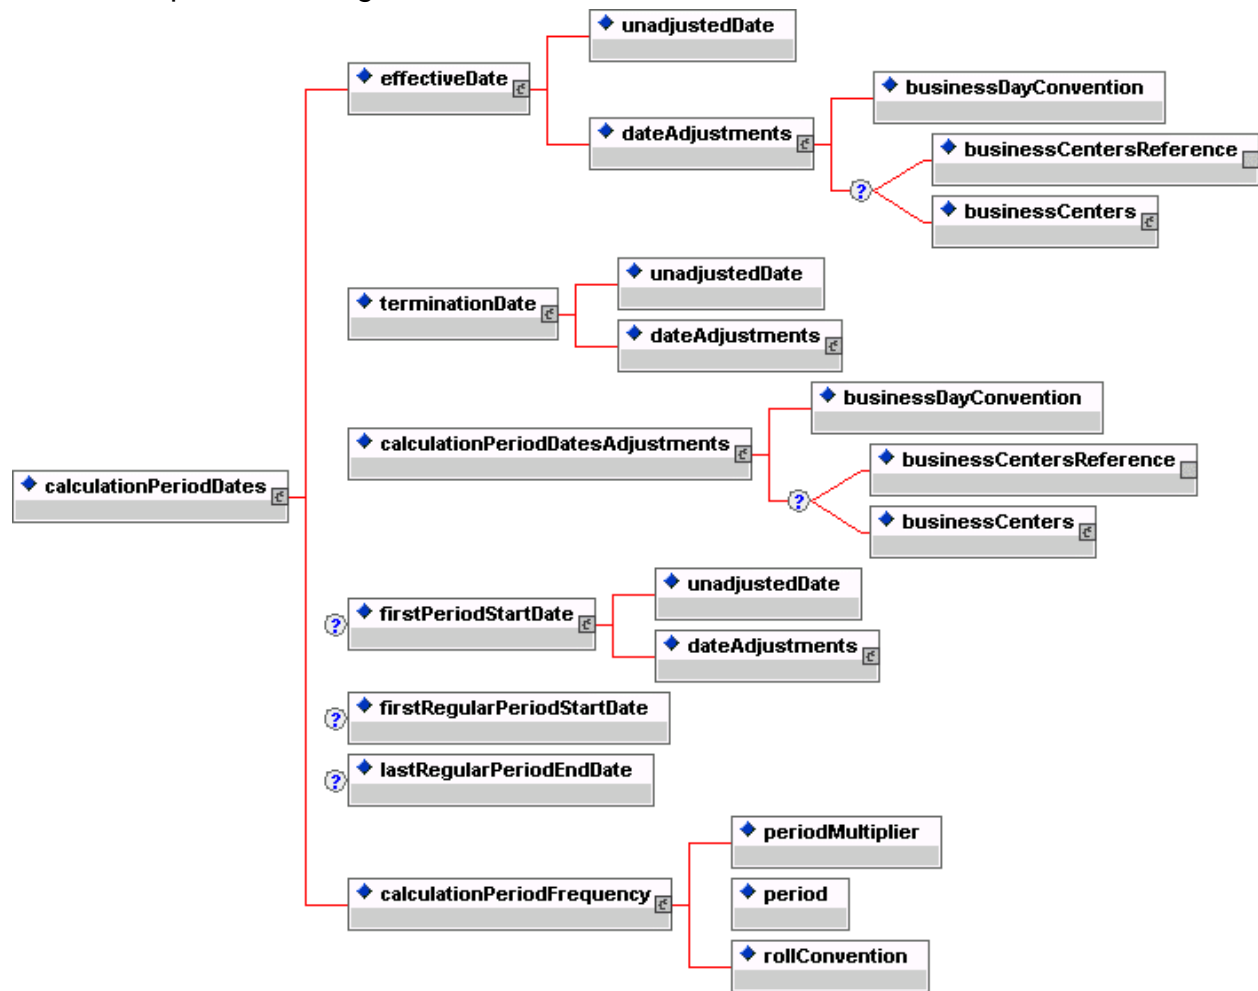 unadjustedDate
effectiveDate
businessDayConvention
dateAdjustments
businessCentersReference
?
businessCenters
unadjustedDate
terminationDate
dateAdjustments
businessDayConvention
calculationPeriodDatesAdjustments
businessCentersReference
calculationPeriodDates
?
businessCenters
unadjustedDate
? firstPeriodStartDate
dateAdjustments
? firstRegularPeriodStartDate
? lastRegularPeriodEndDate
periodMultiplier
calculationPeriodFrequency
period
rollConvention